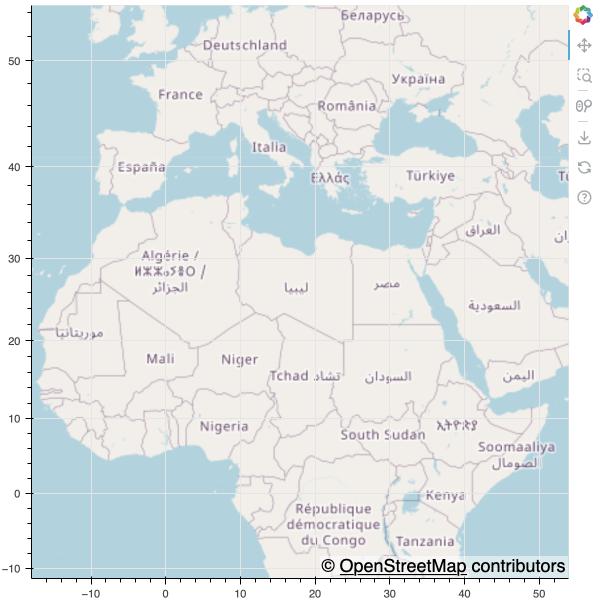 Беларусь
Deutschland
50
Україна
France
România
Italia
España
Ελλάς
Türkiye
40
العراق
30
Algérie /
ⵍⵣⵣⴰⵢⴻⵔ /
الجزائر
ليبيا
مصر
السعودية
موريتانيا
20
Mali
Niger
Tchad تشاد
السودان
اليمن
10
Nigeria
South Sudan
ኢትዮጵያ
Soomaaliya
الصومال
0
Kenya
République
démocratique
du Congo
Tanzania
−10
© OpenStreetMap contributors
−10 0 10 20 30 40 50